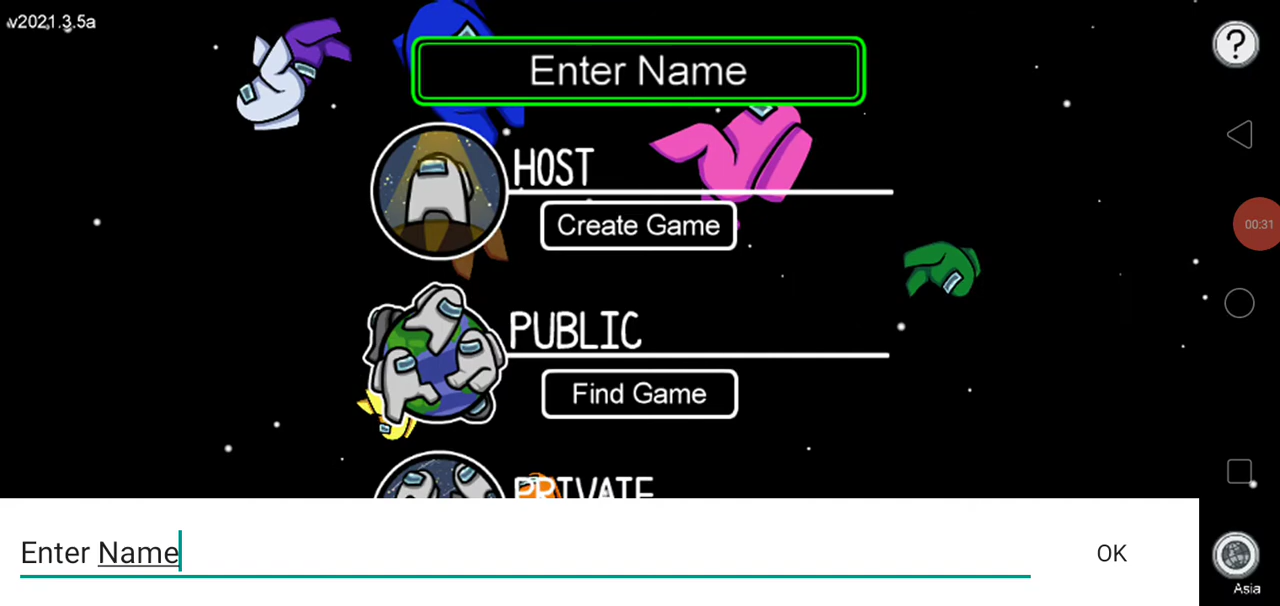 v2021.3.5a
Enter Name
HOST
Create Game
00:31
PUBLIC
Find Game
PRIVATE
Enter Name
OK
Asia